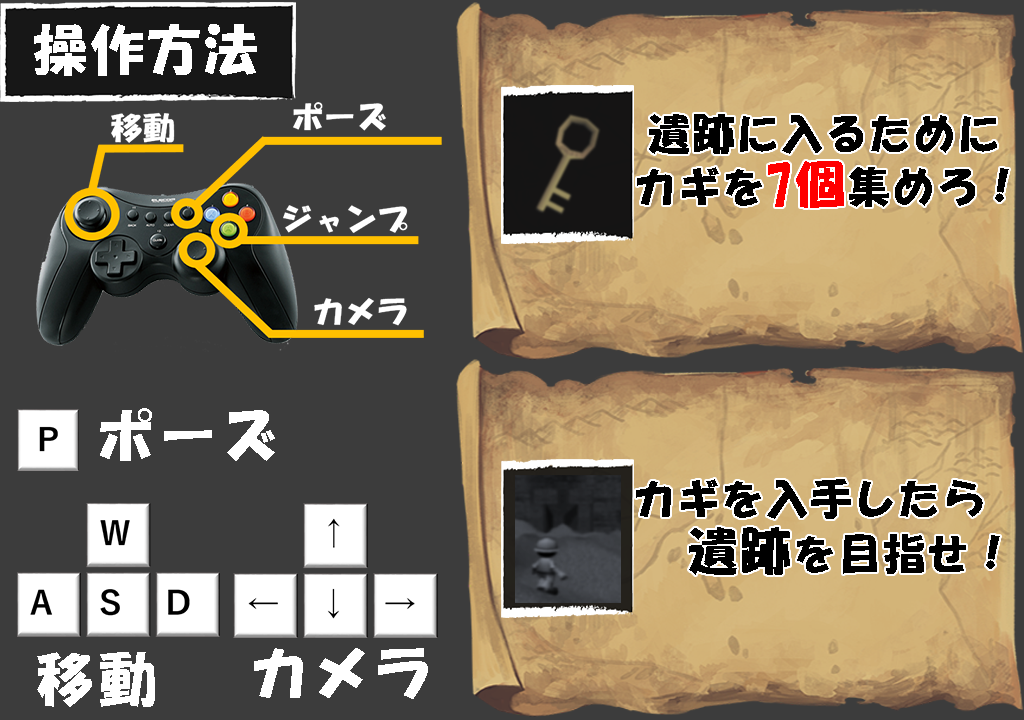 操作方法
移動
ポーズ
ジャンプ
カメラ
P
ポーズ
W
A S D
↑
← ↓ →
移動
カメラ
遺跡に入るために
カギを7個集めろ！
カギを入手したら
遺跡を目指せ！